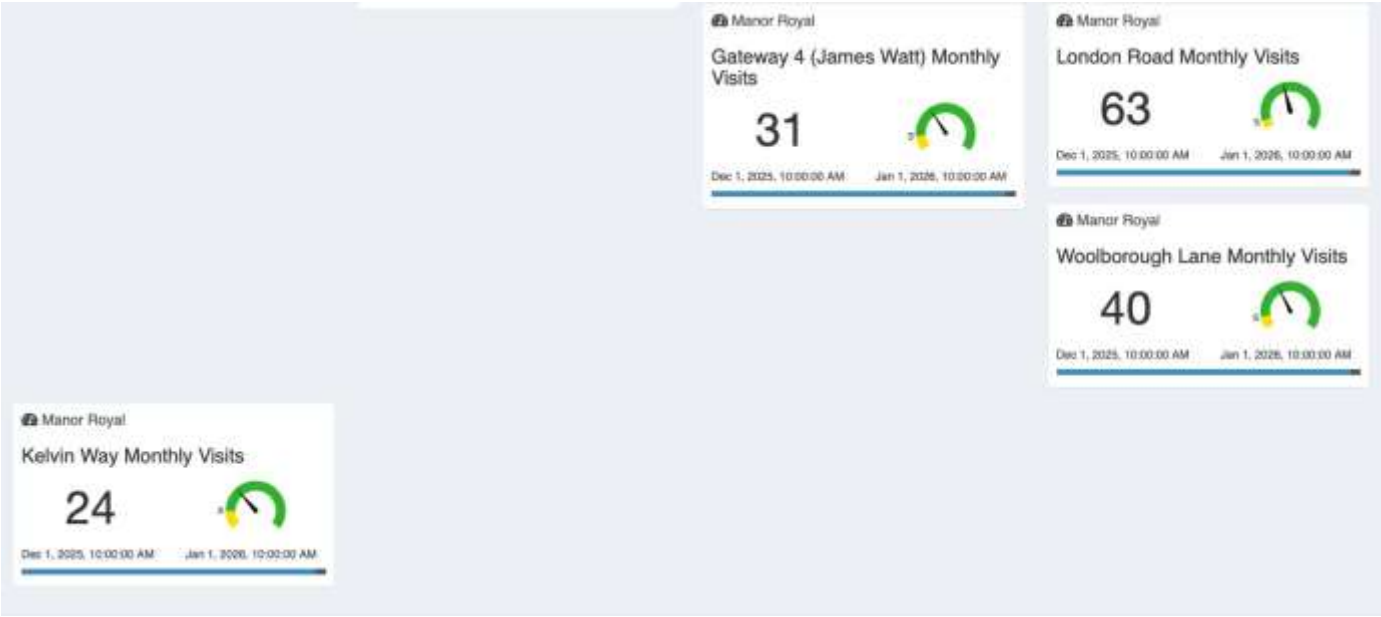 Manor Royal
Gateway 4 (James Watt) Monthly
Visits
31
Dec 1, 2025, 10:00:00 AM Jan 1, 2026, 10:00:00 AM
Manor Royal
London Road Monthly Visits
63
Dec 1, 2025, 10:00:00 AM Jan 1, 2026, 10:00:00 AM
Manor Royal
Woolborough Lane Monthly Visits
40
Dec 1, 2025, 10:00:00 AM Jan 1, 2026, 10:00:00 AM
Manor Royal
Kelvin Way Monthly Visits
24
Dec 1, 2025, 10:00:00 AM Jan 1, 2026, 10:00:00 AM